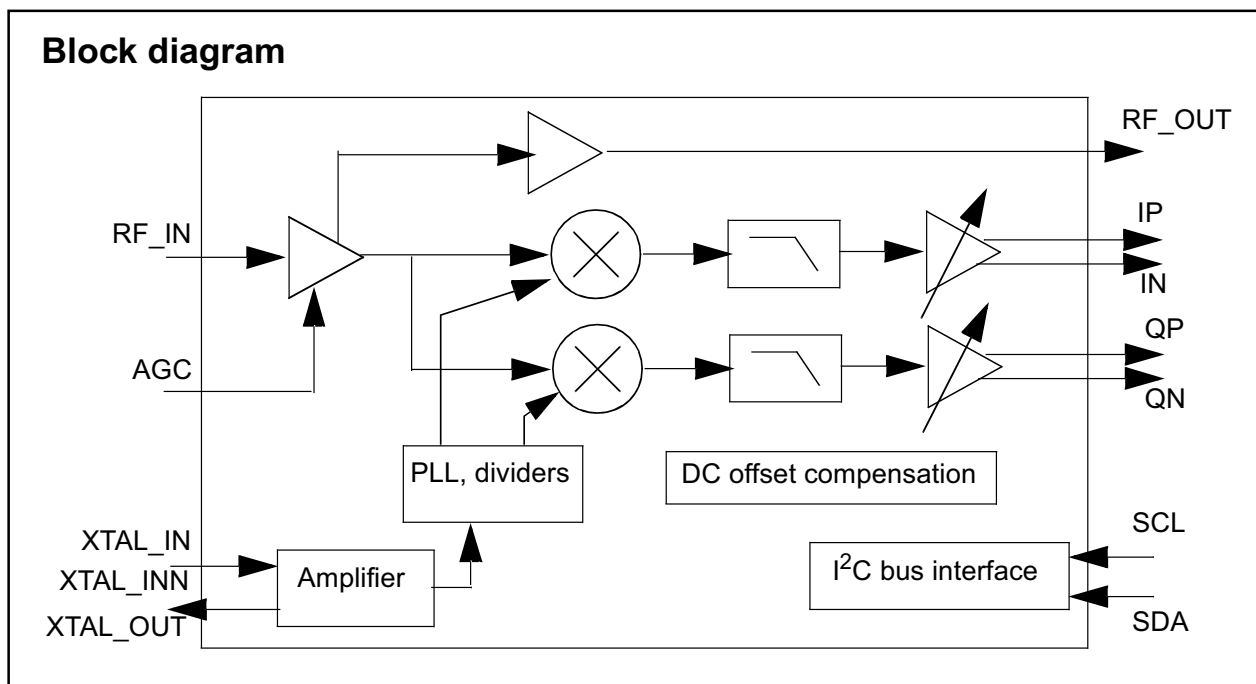 Block diagram
RF_OUT
RF_IN
IP
IN
AGC
QP
QN
PLL, dividers
DC offset compensation
XTAL_IN
XTAL_INN
XTAL_OUT
Amplifier
I²C bus interface
SCL
SDA